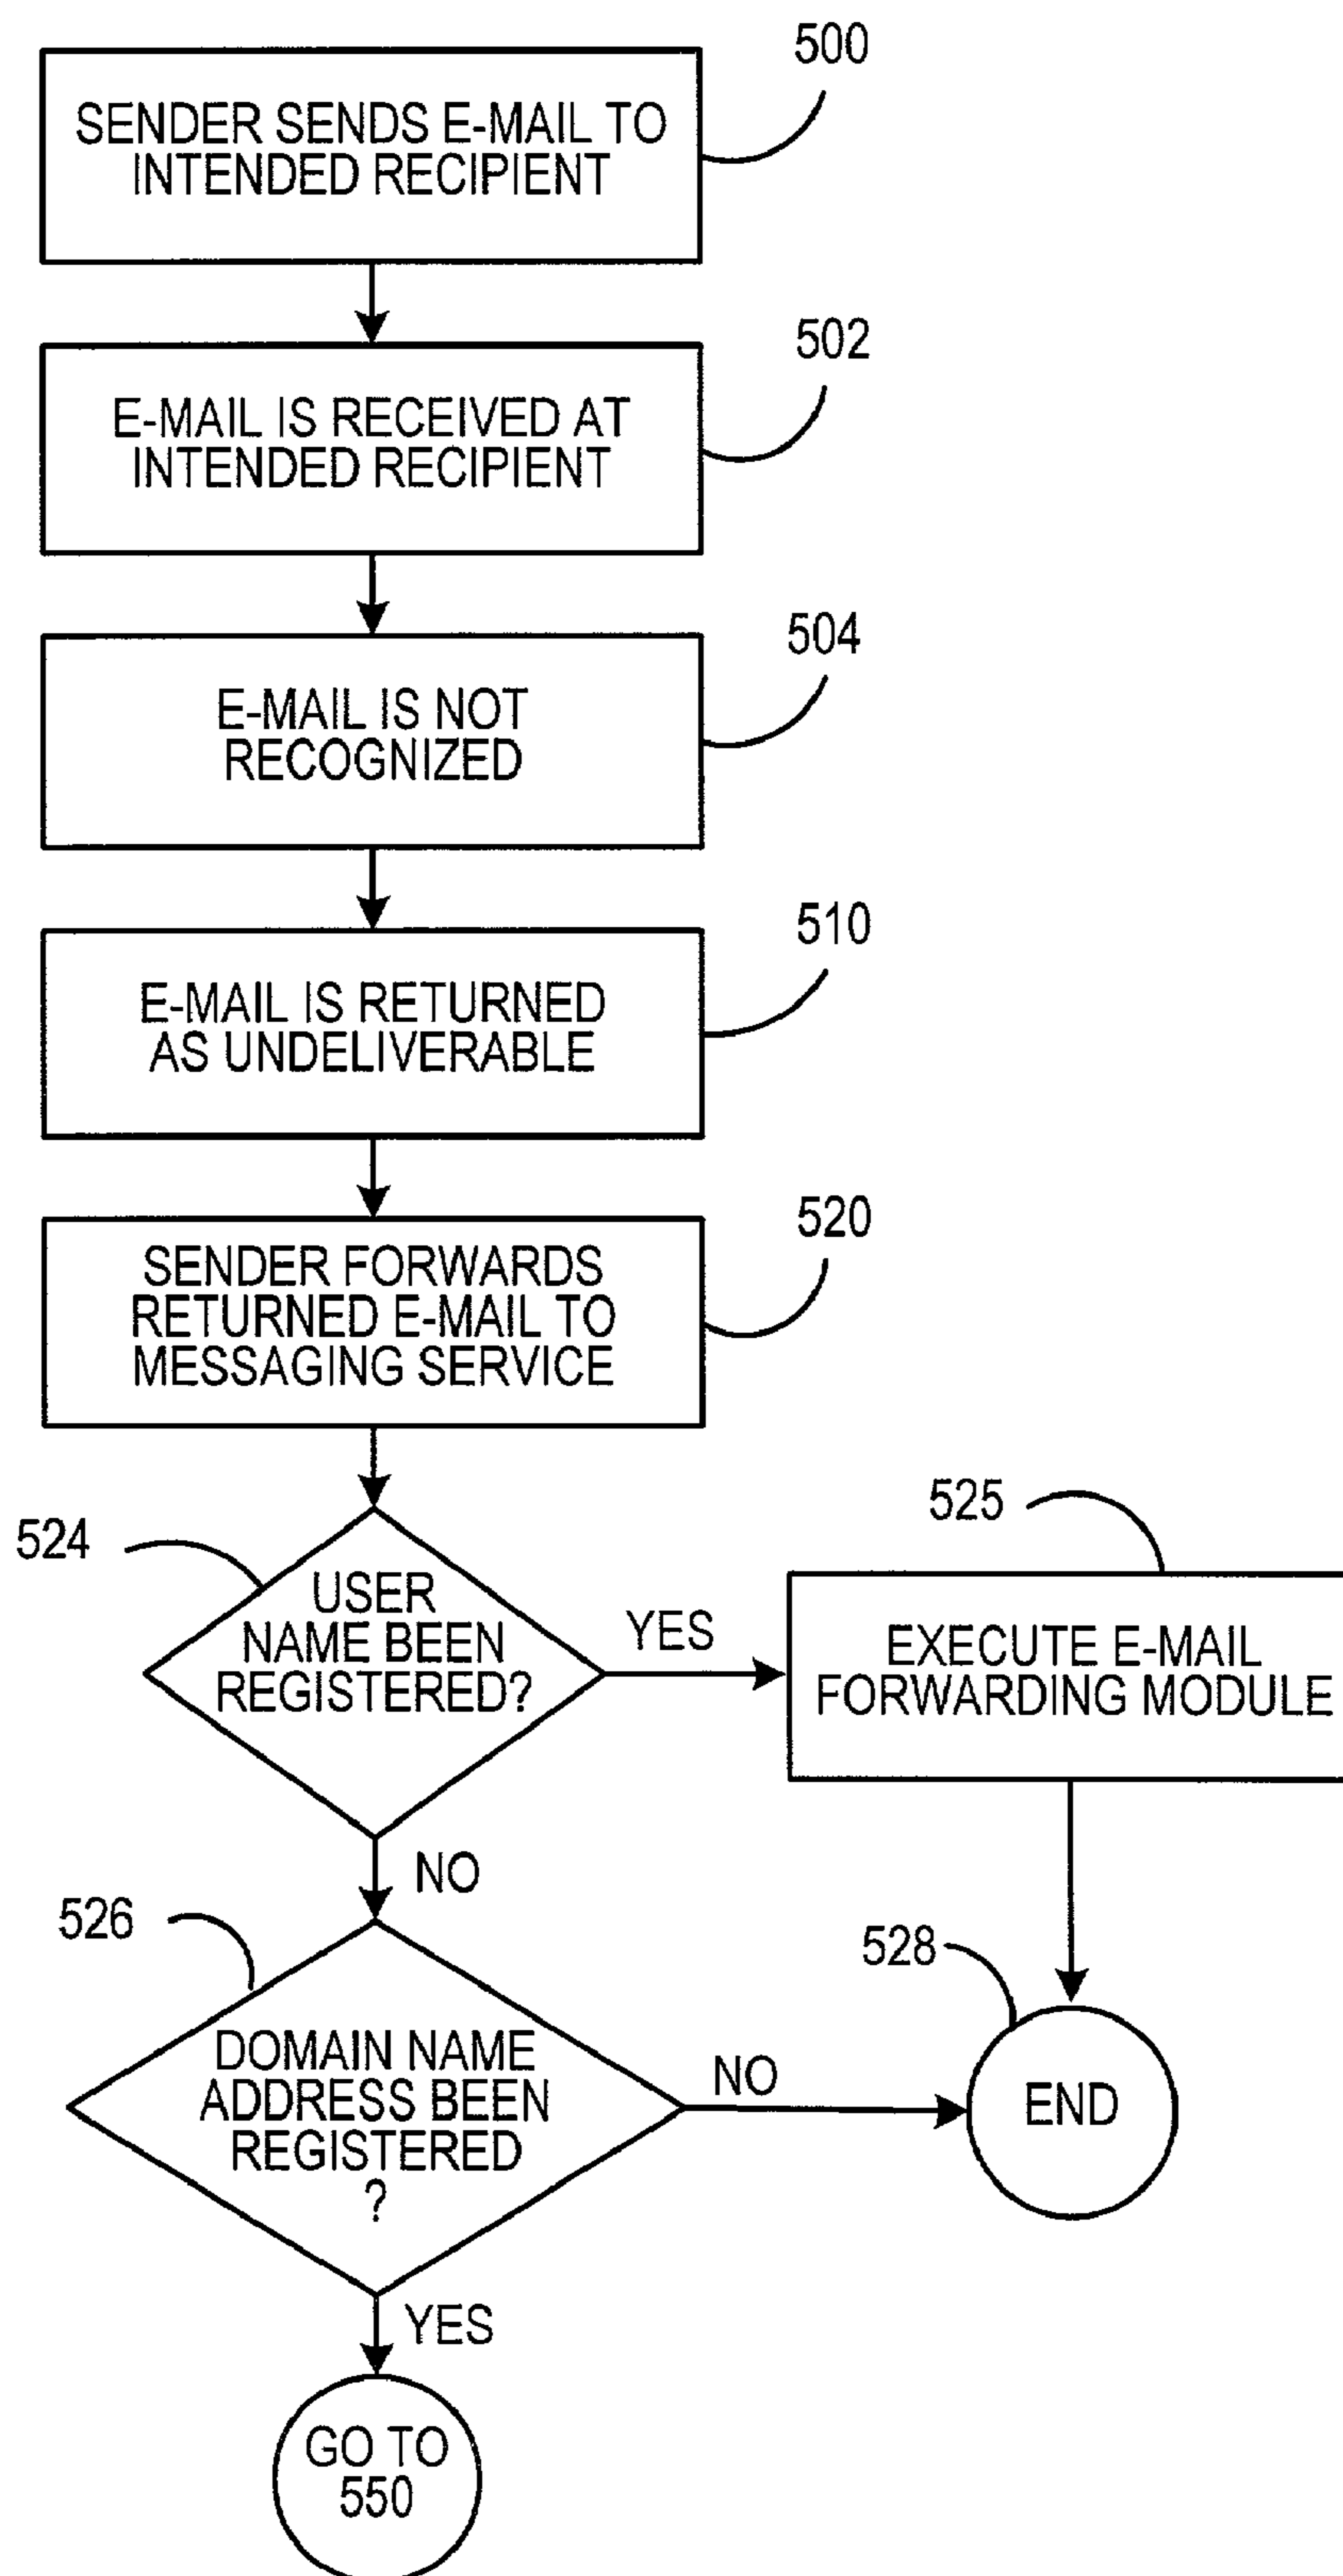 500
SENDER SENDS E-MAIL TO
INTENDED RECIPIENT
502
E-MAIL IS RECEIVED AT
INTENDED RECIPIENT
504
E-MAIL IS NOT
RECOGNIZED
510
E-MAIL IS RETURNED
AS UNDELIVERABLE
520
SENDER FORWARDS
RETURNED E-MAIL TO
MESSAGING SERVICE
524
USER
NAME BEEN
REGISTERED?
YES
525
EXECUTE E-MAIL
FORWARDING MODULE
NO
526
DOMAIN NAME
ADDRESS BEEN
REGISTERED
?
NO
528
END
YES
GO TO
550